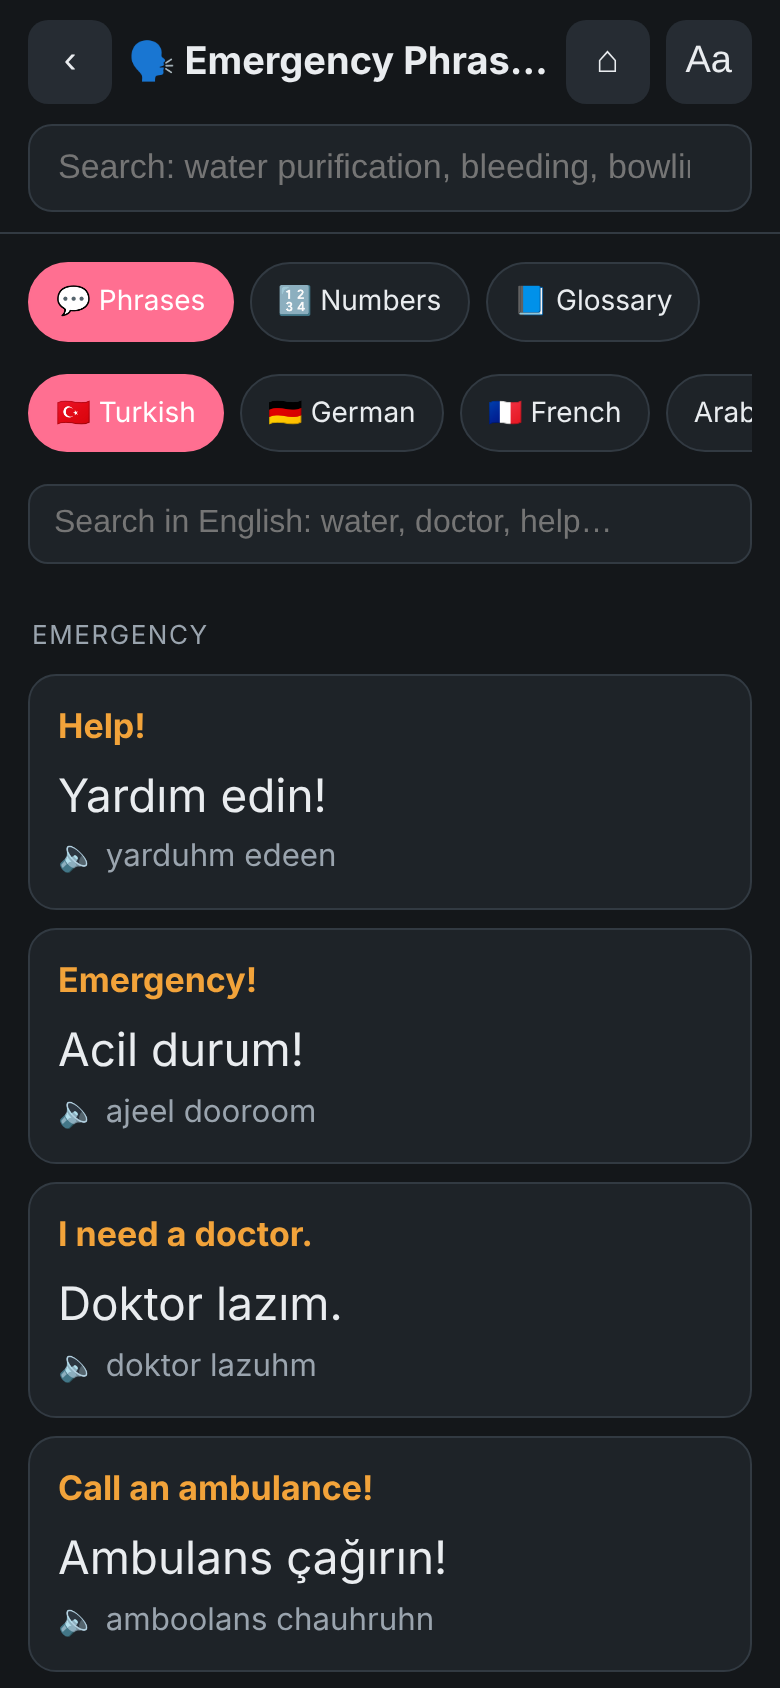 ‹ 🗣️ Emergency Phras... ⌂ Aa
Search: water purification, bleeding, bowli
💬 Phrases 🔢 Numbers 📘 Glossary
🇹🇷 Turkish 🇩🇪 German 🇫🇷 French Arab
Search in English: water, doctor, help...
EMERGENCY
Help!
Yardım edin!
🔈 yarduhm edeen
Emergency!
Acil durum!
🔈 ajeel dooroom
I need a doctor.
Doktor lazım.
🔈 doktor lazuhm
Call an ambulance!
Ambulans çağırın!
🔈 amboolans chauhruhn